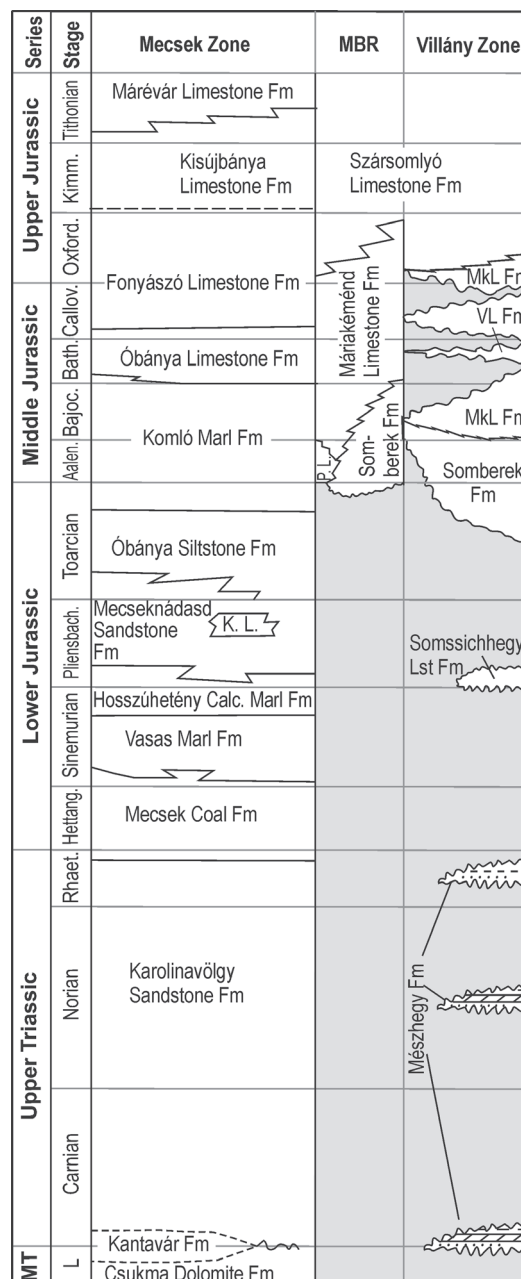 Series
Stage
Mecsek Zone
MBR
Villány Zone
Upper Jurassic
Middle Jurassic
Lower Jurassic
Upper Triassic
MT
Tithonian
Kimm.
Oxford.
Callov.
Bath.
Bajoc.
Aalen.
Toarcian
Pliensbach.
Sinemurian
Hettang.
Rhaet.
Norian
Carnian
L
Márévár Limestone Fm
Kisújbánya
Limestone Fm
Fonyászó Limestone Fm
Óbánya Limestone Fm
Komló Marl Fm
Óbánya Siltstone Fm
Mecseknádasd
Sandstone
Fm
K. L.
Hosszúhetény Calc. Marl Fm
Vasas Marl Fm
Mecsek Coal Fm
Karolinavölgy
Sandstone Fm
Kantavár Fm
Csukma Dolomite Fm
Szársomlyó
Limestone Fm
Máriakéménd
Limestone Fm
P. L.
Som-
berek Fm
MkL Fm
VL Fm
MkL Fm
Somberek
Fm
Somssichhegy
Lst Fm
Mészhegy Fm